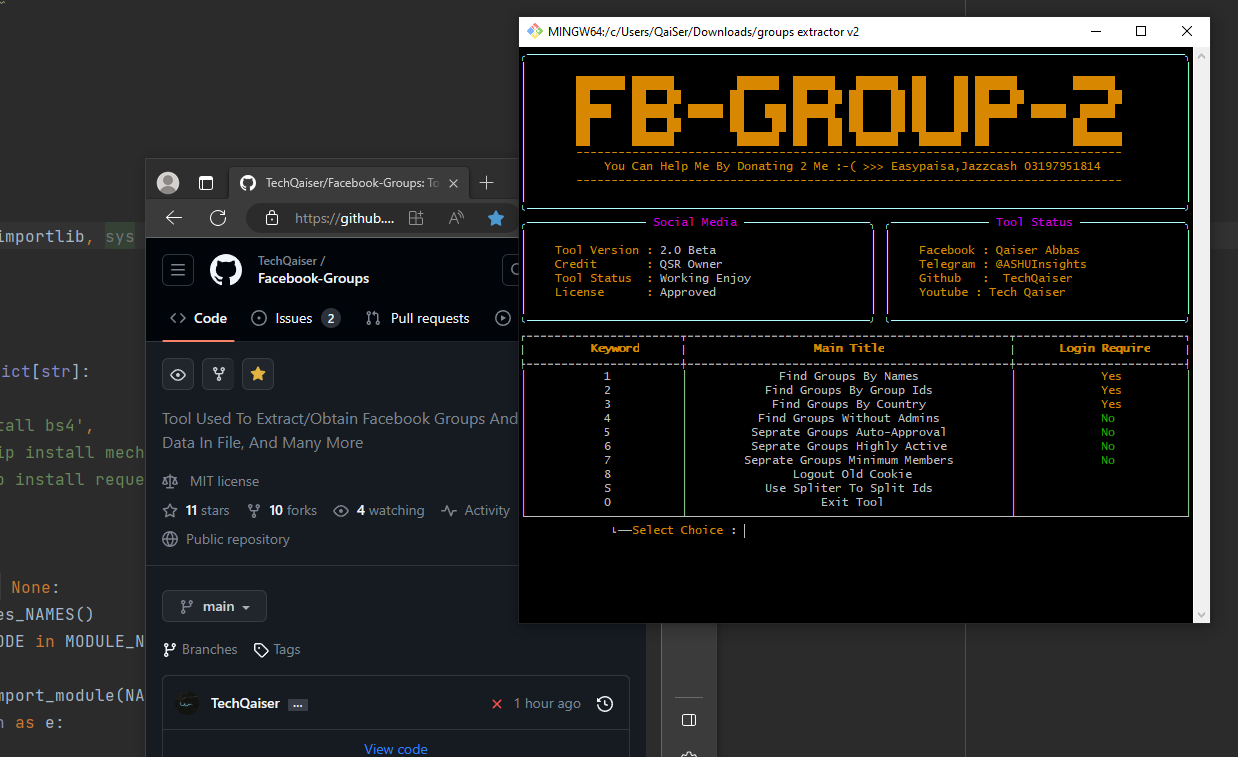 MINGW64:/c/Users/QaiSer/Downloads/groups extractor v2
FB-GROUP-2
You Can Help Me By Donating 2 Me :-( >>> Easypaisa,Jazzcash 03197951814
Social Media
Tool Version : 2.0 Beta
Credit : QSR Owner
Tool Status : Working Enjoy
License : Approved
Tool Status
Facebook : Qaiser Abbas
Telegram : @ASHUInsights
Github : TechQaiser
Youtube : Tech Qaiser
Keyword Main Title Login Require
1 Find Groups By Names Yes
2 Find Groups By Group Ids Yes
3 Find Groups By Country Yes
4 Find Groups Without Admins No
5 Seprate Groups Auto-Approval No
6 Seprate Groups Highly Active No
7 Seprate Groups Minimum Members No
8 Logout Old Cookie
S Use Spliter To Split Ids
0 Exit Tool
Select Choice :
TechQaiser/Facebook-Groups: To
https://github....
TechQaiser /
Facebook-Groups
Code Issues 2 Pull requests
Tool Used To Extract/Obtain Facebook Groups And
Data In File, And Many More
MIT license
11 stars 10 forks 4 watching Activity
Public repository
main
Branches Tags
TechQaiser ... 1 hour ago
View code
importlib, sys
ict[str]:
tall bs4',
ip install mech
o install reque
None:
es_NAMES()
ODE in MODULE_N
mport_module(NA
n as e: